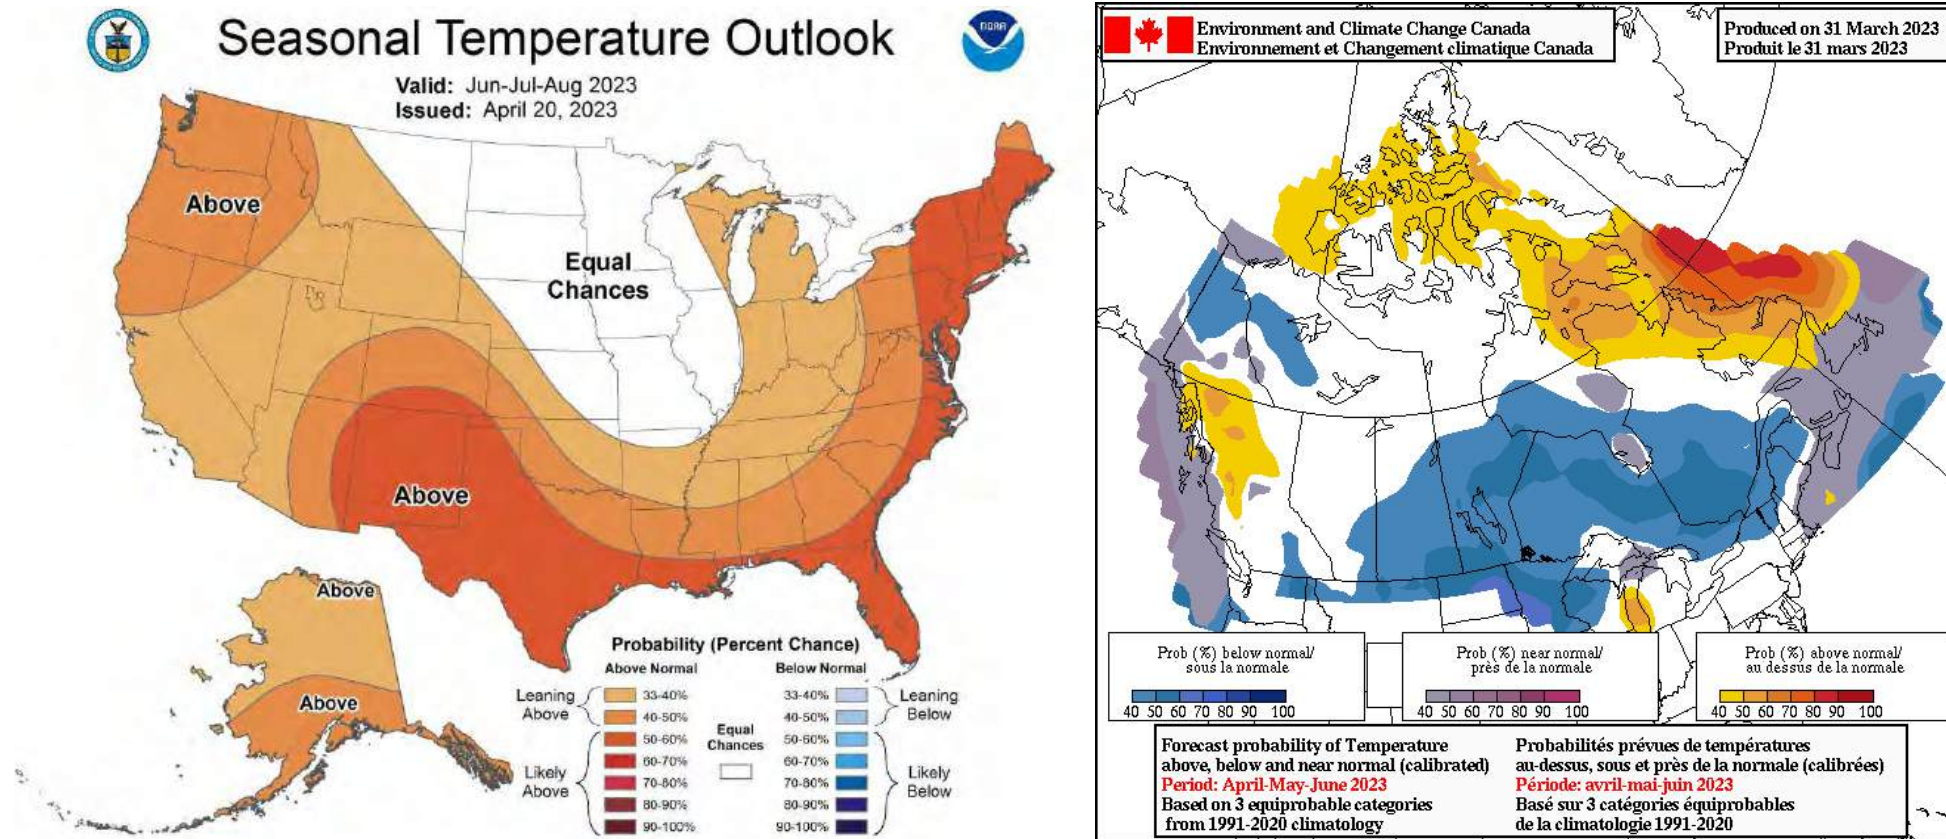 Seasonal Temperature Outlook
NOAA
Valid: Jun-Jul-Aug 2023
Issued: April 20, 2023
Above
Equal
Chances
Above
Above
Above
Probability (Percent Chance)
Above Normal
Below Normal
Leaning
Above
33-40%
40-50%
Likely
Above
50-60%
60-70%
70-80%
80-90%
90-100%
Equal
Chances
33-40%
40-50%
Leaning
Below
50-60%
60-70%
70-80%
80-90%
90-100%
Likely
Below
Environment and Climate Change Canada
Environnement et Changement climatique Canada
Produced on 31 March 2023
Produit le 31 mars 2023
Prob (%) below normal/
sous la normale
40 50 60 70 80 90 100
Prob (%) near normal/
près de la normale
40 50 60 70 80 90 100
Prob (%) above normal/
au dessus de la normale
40 50 60 70 80 90 100
Forecast probability of Temperature
above, below and near normal (calibrated)
Period: April-May-June 2023
Based on 3 equiprobable categories
from 1991-2020 climatology
Probabilités prévues de températures
au-dessus, sous et près de la normale (calibrées)
Période: avril-mai-juin 2023
Basé sur 3 catégories équiprobables
de la climatologie 1991-2020